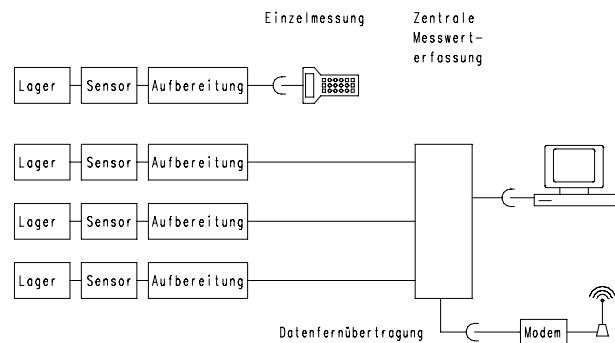 Einzelmessung
Zentrale
Messwert-
erfassung
Lager Sensor Aufbereitung
Lager Sensor Aufbereitung
Lager Sensor Aufbereitung
Lager Sensor Aufbereitung
Datenfernübertragung Modem